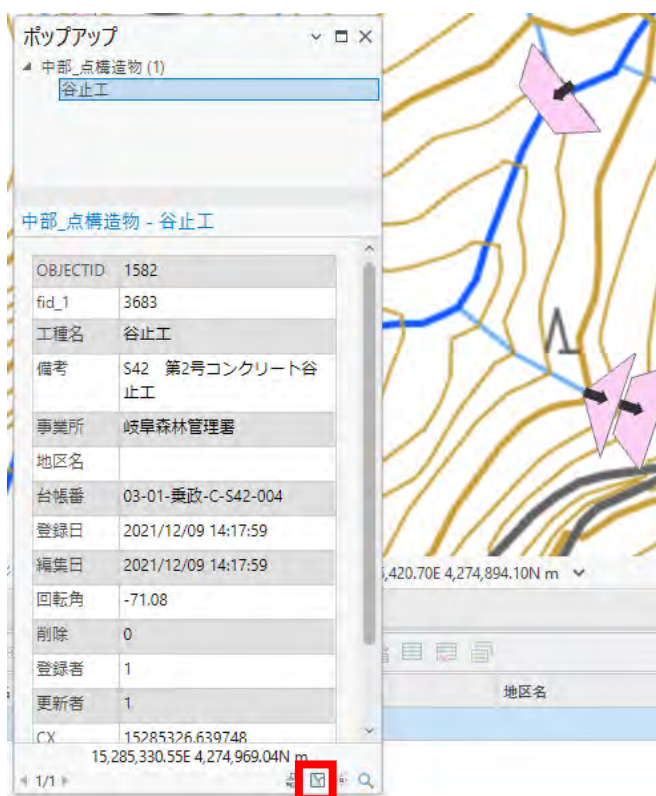 ポップアップ
中部_点構造物 (1)
谷止工
中部_点構造物 - 谷止工
OBJECTID 1582
fid_1 3683
工種名 谷止工
備考 S42 第2号コンクリート谷
止工
事業所 岐阜森林管理署
地区名
台帳番 03-01-乗政-C-S42-004
登録日 2021/12/09 14:17:59
編集日 2021/12/09 14:17:59
回転角 -71.08
削除 0
登録者 1
更新者 1
CX 15285326.639748
15,285,330.55E 4,274,969.04N m
1/1
,420.70E 4,274,894.10N m
地区名